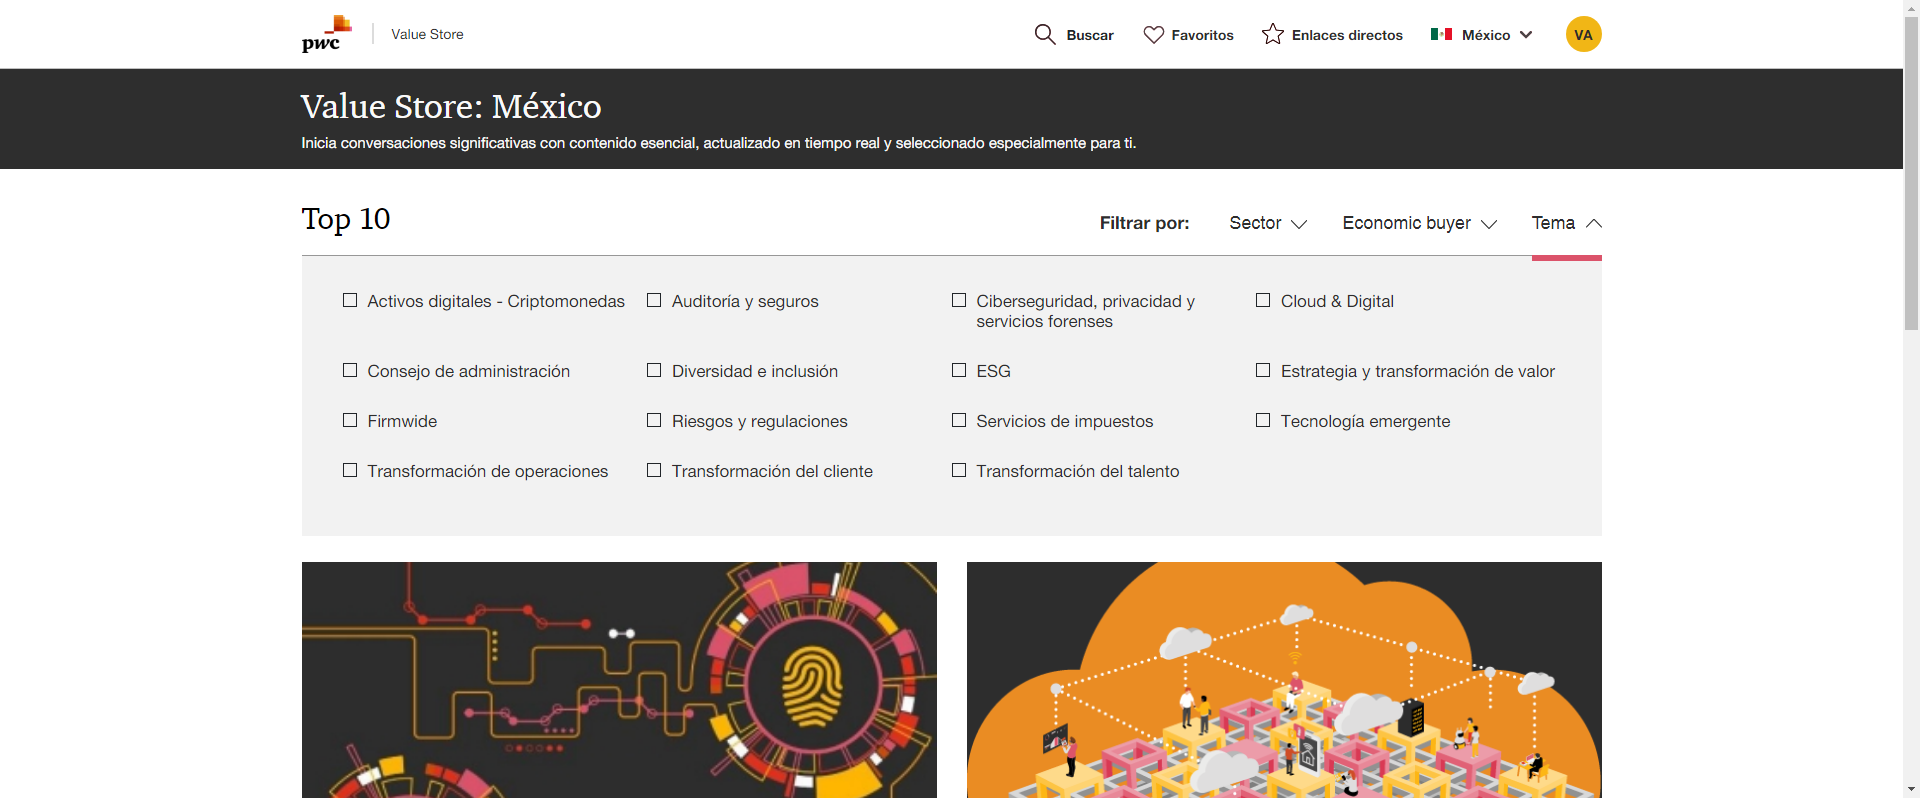 pwc
Value Store
Buscar
Favoritos
Enlaces directos
México
VA
Value Store: México
Inicia conversaciones significativas con contenido esencial, actualizado en tiempo real y seleccionado especialmente para ti.
Top 10
Filtrar por:
Sector
Economic buyer
Tema
Activos digitales - Criptomonedas
Auditoría y seguros
Ciberseguridad, privacidad y
servicios forenses
Cloud & Digital
Consejo de administración
Diversidad e inclusión
ESG
Estrategia y transformación de valor
Firmwide
Riesgos y regulaciones
Servicios de impuestos
Tecnología emergente
Transformación de operaciones
Transformación del cliente
Transformación del talento